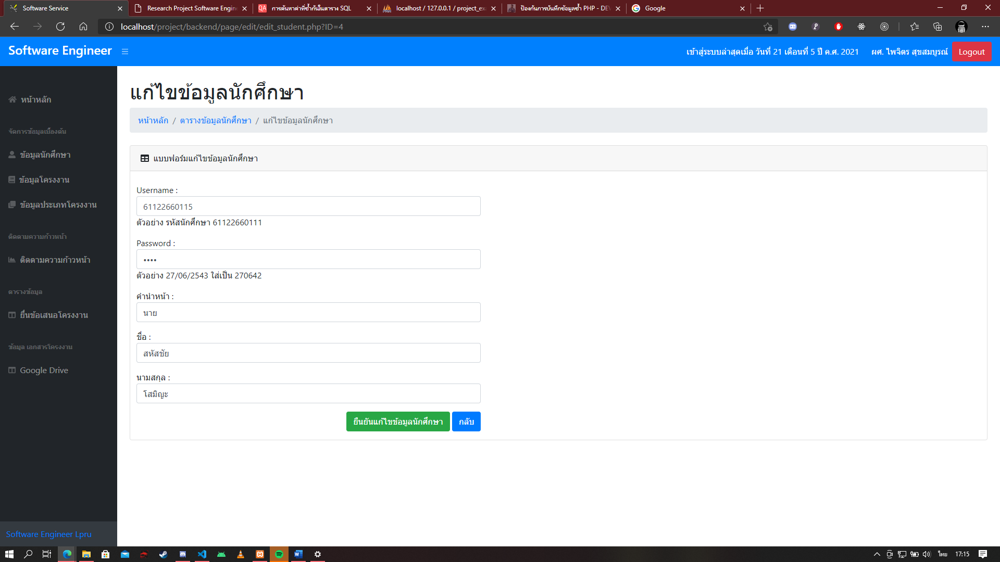 Software Service
Research Project Software Engin
QA การค้นหาค่าที่ซ้ำกันในตาราง SQL
localhost / 127.0.0.1 / project_ex
ป้องกันการบันทึกข้อมูลซ้ำ PHP - DEV
Google
localhost/project/backend/page/edit/edit_student.php?ID=4
Software Engineer
เข้าสู่ระบบล่าสุดเมื่อ วันที่ 21 เดือนที่ 5 ปี ค.ศ. 2021
ผศ. ไพจิตร สุขสมบูรณ์
Logout
หน้าหลัก
จัดการข้อมูลเบื้องต้น
ข้อมูลนักศึกษา
ข้อมูลโครงงาน
ข้อมูลประเภทโครงงาน
ติดตามความก้าวหน้า
ติดตามความก้าวหน้า
ตารางข้อมูล
ยื่นข้อเสนอโครงงาน
ข้อมูล เอกสารโครงงาน
Google Drive
Software Engineer Lpru
แก้ไขข้อมูลนักศึกษา
หน้าหลัก / ตารางข้อมูลนักศึกษา / แก้ไขข้อมูลนักศึกษา
แบบฟอร์มแก้ไขข้อมูลนักศึกษา
Username :
61122660115
ตัวอย่าง รหัสนักศึกษา 61122660111
Password :
••••
ตัวอย่าง 27/06/2543 ใส่เป็น 270642
คำนำหน้า :
นาย
ชื่อ :
สหัสชัย
นามสกุล :
โสมิญะ
ยืนยันแก้ไขข้อมูลนักศึกษา
กลับ
ไทย
17:15